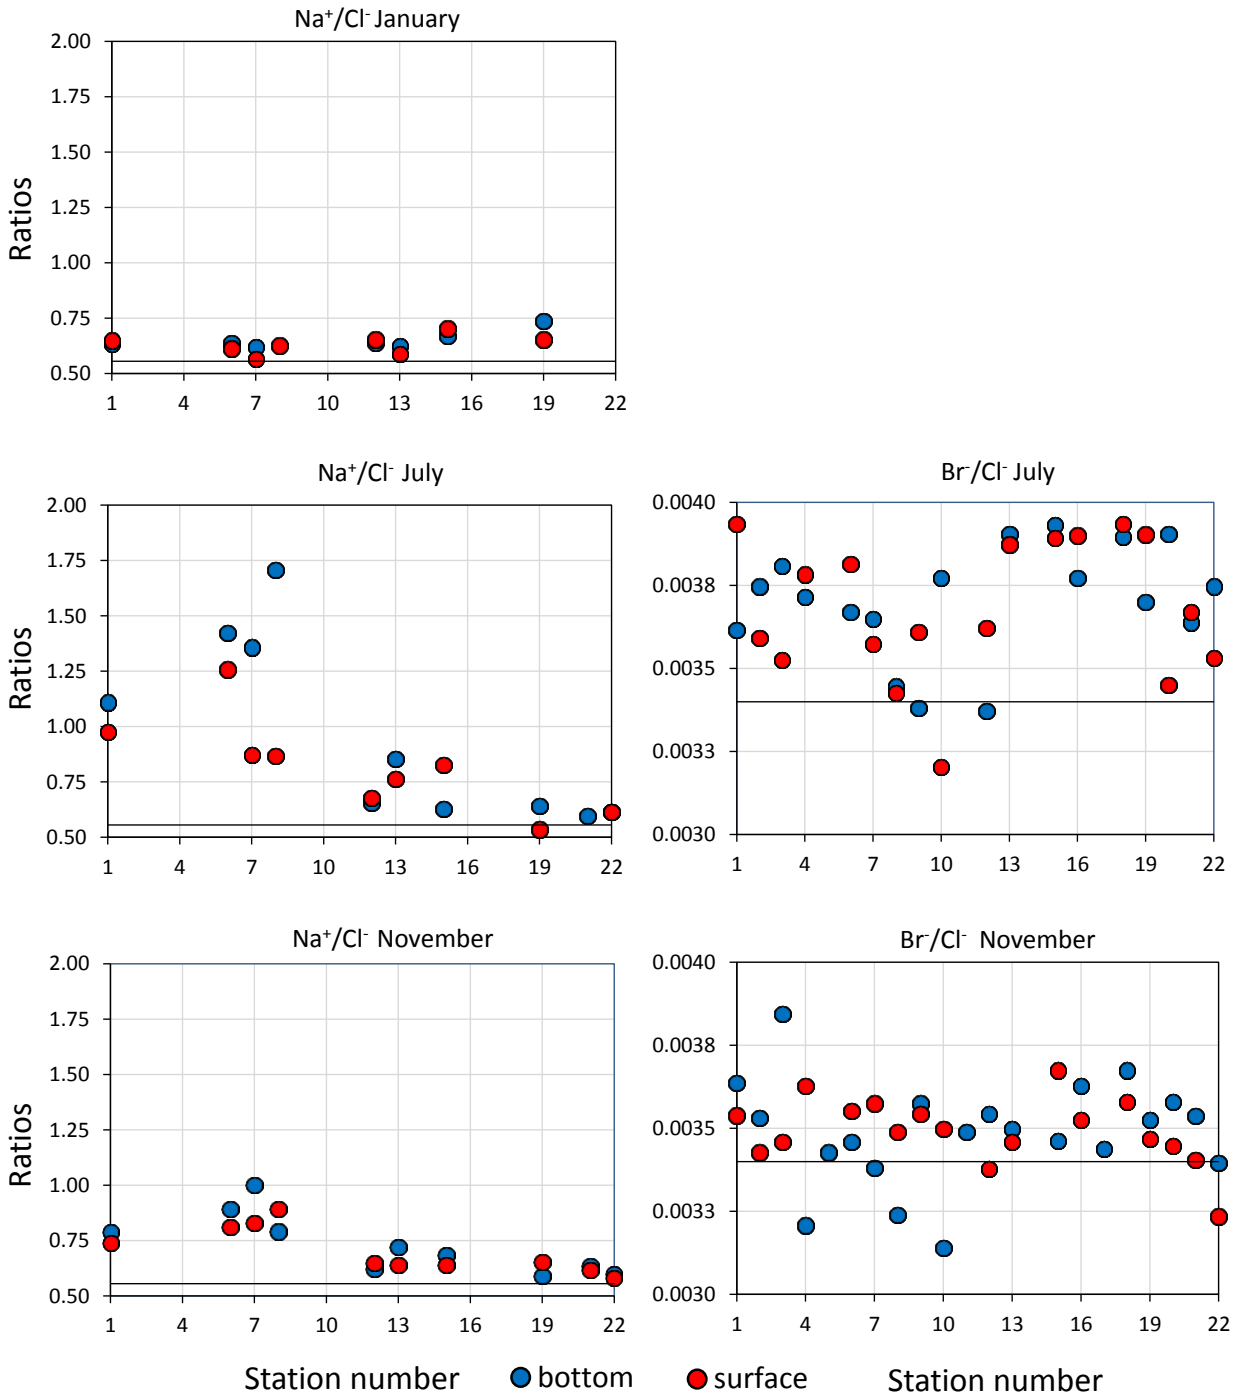 Na⁺/Cl⁻ January
2.00
1.75
1.50
1.25
1.00
0.75
0.50
Ratios
1 4 7 10 13 16 19 22
Na⁺/Cl⁻ July
2.00
1.75
1.50
1.25
1.00
0.75
0.50
Ratios
1 4 7 10 13 16 19 22
Br⁻/Cl⁻ July
0.0040
0.0038
0.0035
0.0033
0.0030
1 4 7 10 13 16 19 22
Na⁺/Cl⁻ November
2.00
1.75
1.50
1.25
1.00
0.75
0.50
Ratios
1 4 7 10 13 16 19 22
Br⁻/Cl⁻ November
0.0040
0.0038
0.0035
0.0033
0.0030
1 4 7 10 13 16 19 22
Station number bottom surface Station number